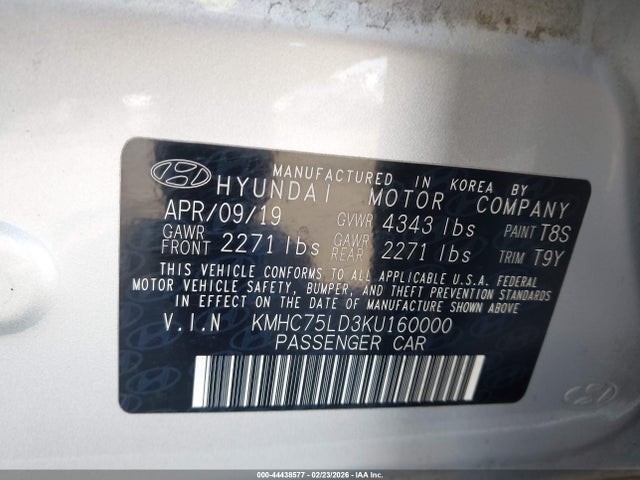 MANUFACTURED IN KOREA BY
HYUNDAI MOTOR COMPANY
APR/09/19 GVWR 4343 lbs PAINT T8S
GAWR FRONT 2271 lbs GAWR REAR 2271 lbs TRIM T9Y
THIS VEHICLE CONFORMS TO ALL APPLICABLE U.S.A. FEDERAL
MOTOR VEHICLE SAFETY, BUMPER, AND THEFT PREVENTION STANDARDS
IN EFFECT ON THE DATE OF MANUFACTURE SHOWN ABOVE
V.I.N KMHC75LD3KU160000
PASSENGER CAR
000-44438577 - 02/23/2026 - IAA Inc.